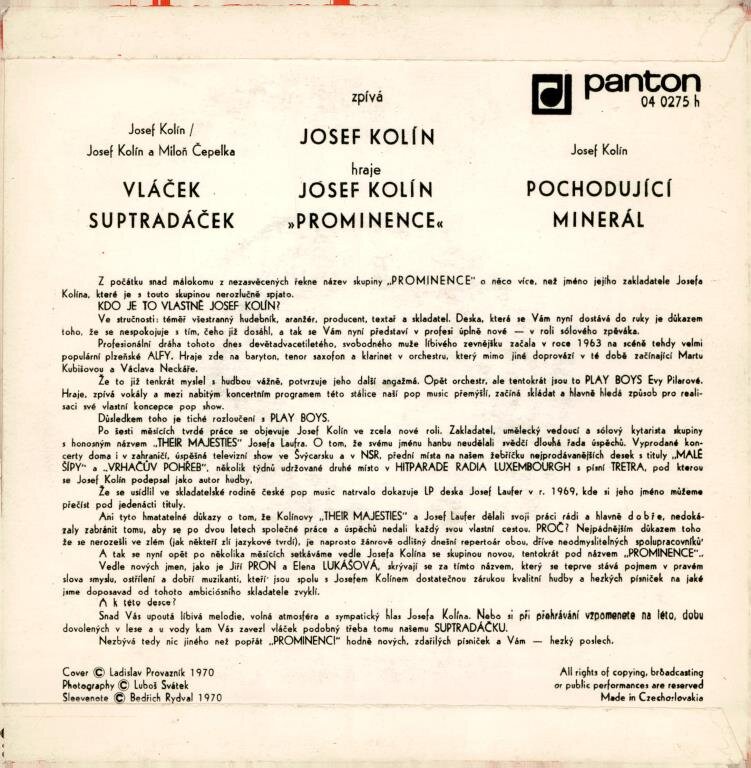 panton
04 0275 h
zpívá
Josef Kolín /
Josef Kolín a Miloň Čepelka
JOSEF KOLÍN
Josef Kolín
hraje
VLÁČEK
SUPTRADÁČEK
JOSEF KOLÍN
»PROMINENCE«
POCHODUJÍCÍ
MINERÁL
Z počátku snad málokomu z nezasvěcených řekne název skupiny „PROMINENCE" o něco více, než jméno jejího zakladatele Josefa
Kolína, které je s touto skupinou nerozlučně spjato.
KDO JE TO VLASTNĚ JOSEF KOLÍN?
Ve stručnosti: téměř všestranný hudebník, aranžér, producent, textař a skladatel. Deska, která se Vám nyní dostává do ruky je důkazem
toho, že se nespokojuje s tím, čeho již dosáhl, a tak se Vám nyní představí v profesi úplně nové — v roli sólového zpěváka.
Profesionální dráha tohoto dnes devětadvacetiletého, svobodného muže líbivého zevnějšku začala v roce 1963 na scéně tehdy velmi
populární plzeňské ALFY. Hraje zde na baryton, tenor saxofon a klarinet v orchestru, který mimo jiné doprovází v té době začínající Martu
Kubišovou a Václava Neckáře.
Že to již tenkrát myslel s hudbou vážně, potvrzuje jeho další angažmá. Opět orchestr, ale tentokrát jsou to PLAY BOYS Evy Pilarové.
Hraje, zpívá vokály a mezi nabitým koncertním programem této stálice naší pop music přemýšlí, začíná skládat a hlavně hledá způsob pro reali-
saci své vlastní koncepce pop show.
Důsledkem toho je tiché rozloučení s PLAY BOYS.
Po šesti měsících tvrdé práce se objevuje Josef Kolín ve zcela nové roli. Zakladatel, umělecký vedoucí a sólový kytarista skupiny
s honosným názvem „THEIR MAJESTIES" Josefa Laufra. O tom, že svému jménu hanbu neudělali svědčí dlouhá řada úspěchů. Vyprodané kon-
certy doma i v zahraničí, úspěšná televizní show ve Švýcarsku a v NSR, přední místa na našem žebříčku nejprodávanějších desek s tituly „MALÉ
ŠÍPY" a „VRHAČŮV POHŘEB", několik týdnů udržované druhé místo v HITPARADE RADIA LUXEMBOURGH s písní TRETRA, pod kterou
se Josef Kolín podepsal jako autor hudby,
Že se usídlil ve skladatelské rodině české pop music natrvalo dokazuje LP deska Josef Laufer v r. 1969, kde si jeho jméno můžeme
přečíst pod jedenácti tituly.
Ani tyto hmatatelné důkazy o tom, že Kolínovy „THEIR MAJESTIES" a Josef Laufer dělali svoji práci rádi a hlavně dobře, nedoká-
zaly zabránit tomu, aby se po dvou letech společné práce a úspěchů nedali každý svou vlastní cestou. PROČ? Nejpádnějším důkazem toho
že se nerozešli ve zlém (jak někteří zlí jazykové tvrdí), je naprosto žánrově odlišný dnešní repertoár obou, dříve neodmyslitelných spolupracovníků'
A tak se nyní opět po několika měsících setkáváme vedle Josefa Kolína se skupinou novou, tentokrát pod názvem „PROMINENCE"..
Vedle nových jmen, jako je Jiří PRON a Elena LUKÁŠOVÁ, skrývají se za tímto názvem, který se teprve stává pojmem v pravém
slova smyslu, ostřílení a dobří muzikanti, kteří jsou spolu s Josefem Kolínem dostatečnou zárukou kvalitní hudby a hezkých písniček na jaké
jsme doposavad od tohoto ambiciósního skladatele zvyklí.
A k této desce?
Snad Vás upoutá líbivá melodie, volná atmosféra a sympatický hlas Josefa Kolína. Nebo si při přehrávání vzpomenete na léto, dobu
dovolených v lese a u vody kam Vás zavezl vláček podobný třeba tomu našemu SUPTRADÁČKU.
Nezbývá tedy nic jiného než popřát „PROMINENCI" hodně nových, zdařilých písniček a Vám — hezký poslech.
Cover © Ladislav Provazník 1970
Photography © Luboš Svátek
Sleevenote © Bedřich Rydval 1970
All rights of copying, broadcasting
or public performances are reserved
Made in Czechoslovakia